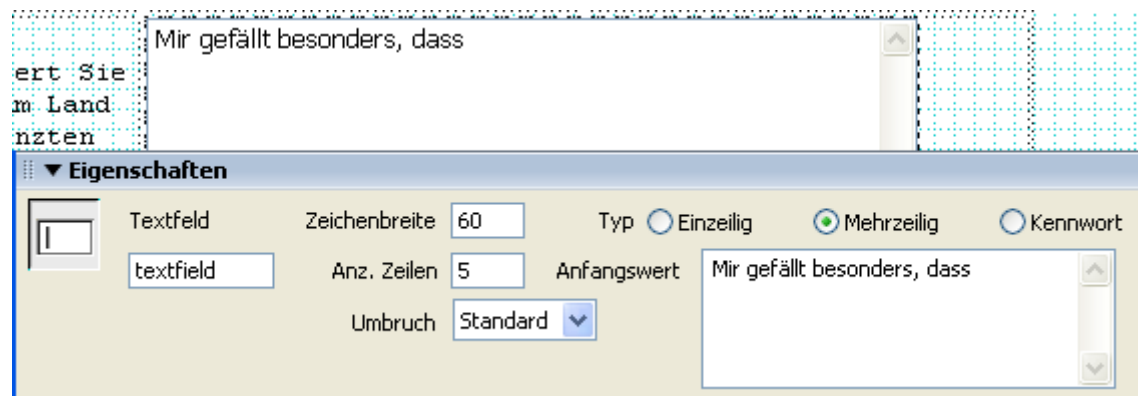 Mir gefällt besonders, dass
ert Sie
m Land
nzten
Eigenschaften
Textfeld Zeichenbreite 60 Typ Einzeilig Mehrzeilig Kennwort
textfield Anz. Zeilen 5 Anfangswert Mir gefällt besonders, dass
Umbruch Standard